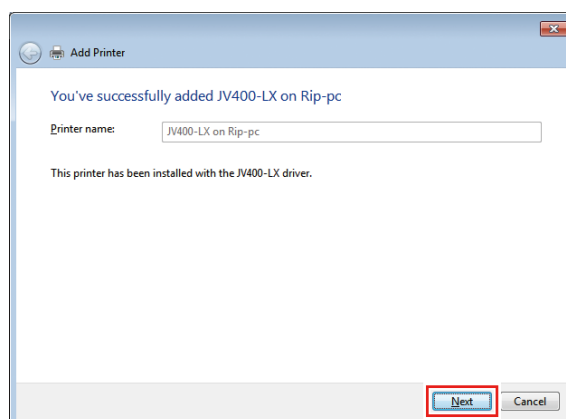 Add Printer
You've successfully added JV400-LX on Rip-pc
Printer name: JV400-LX on Rip-pc
This printer has been installed with the JV400-LX driver.
Next Cancel